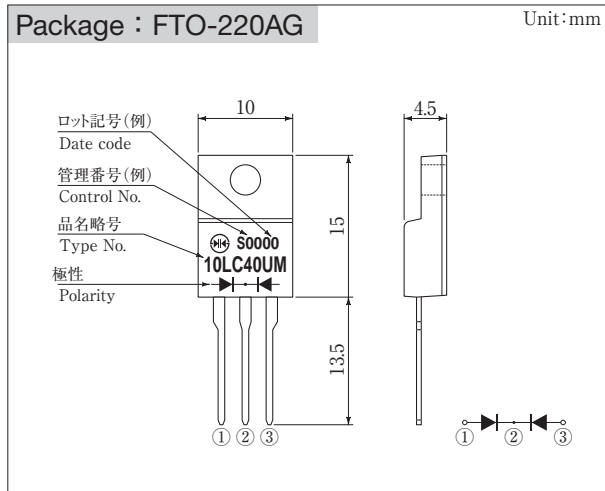 Package：FTO-220AG
Unit:mm
10
4.5
ロット記号(例)
Date code
管理番号(例)
Control No.
品名略号
Type No.
極性
Polarity
S0000
10LC40UM
15
13.5
① ② ③
① ② ③